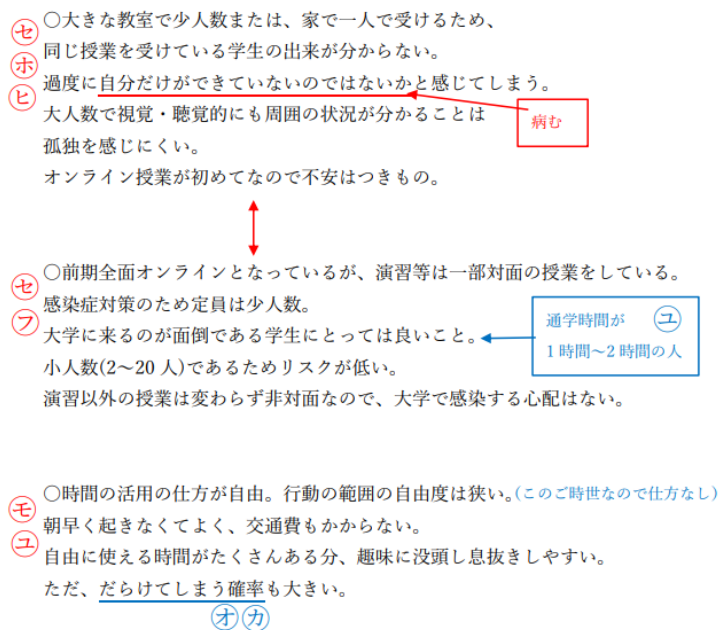 ○大きな教室で少人数または、家で一人で受けるため、
セ
同じ授業を受けている学生の出来が分からない。
ホ
過度に自分だけができていないのではないかと感じてしまう。
ヒ
大人数で視覚・聴覚的にも周囲の状況が分かることは
病む
孤独を感じにくい。
オンライン授業が初めてなので不安はつきもの。
○前期全面オンラインとなっているが、演習等は一部対面の授業をしている。
セ
感染症対策のため定員は少人数。
フ
大学に来るのが面倒である学生にとっては良いこと。
通学時間が ユ
1時間～2時間の人
小人数(2～20人)であるためリスクが低い。
演習以外の授業は変わらず非対面なので、大学で感染する心配はない。
○時間の活用の仕方が自由。行動の範囲の自由度は狭い。(このご時世なので仕方なし)
モ
朝早く起きなくてよく、交通費もかからない。
ユ
自由に使える時間がたくさんある分、趣味に没頭し息抜きしやすい。
ただ、だらけてしまう確率も大きい。
オ カ